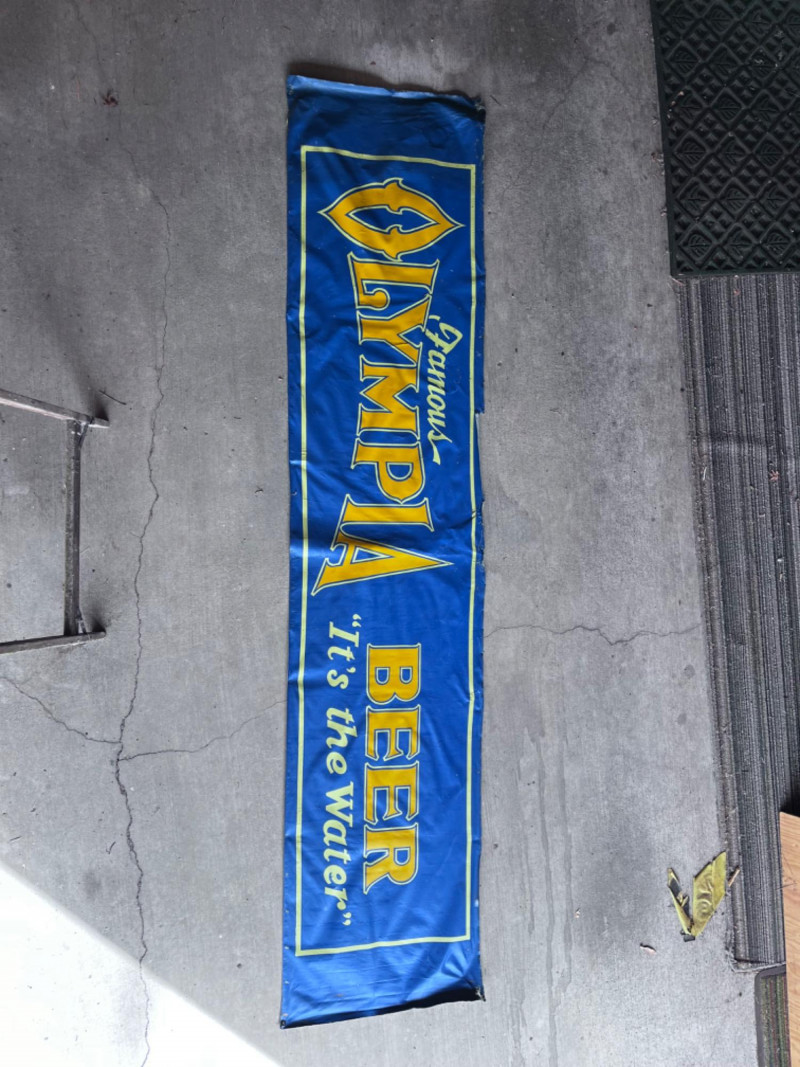 Famous
OLYMPIA BEER
"It's the Water"